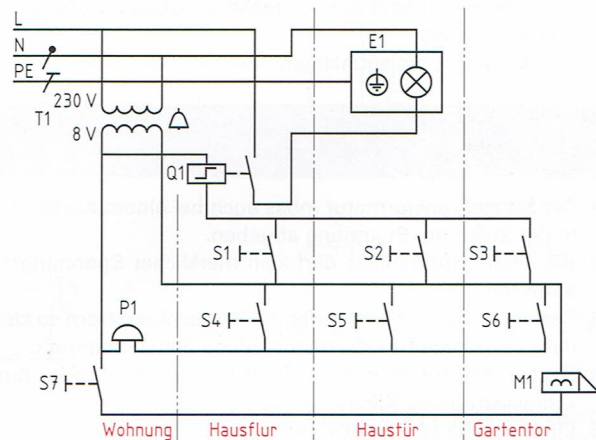 L
N
PE
E1
230 V
T1
8 V
Q1
S1
S2
S3
P1
S4
S5
S6
S7
M1
Wohnung
Hausflur
Haustür
Gartentor